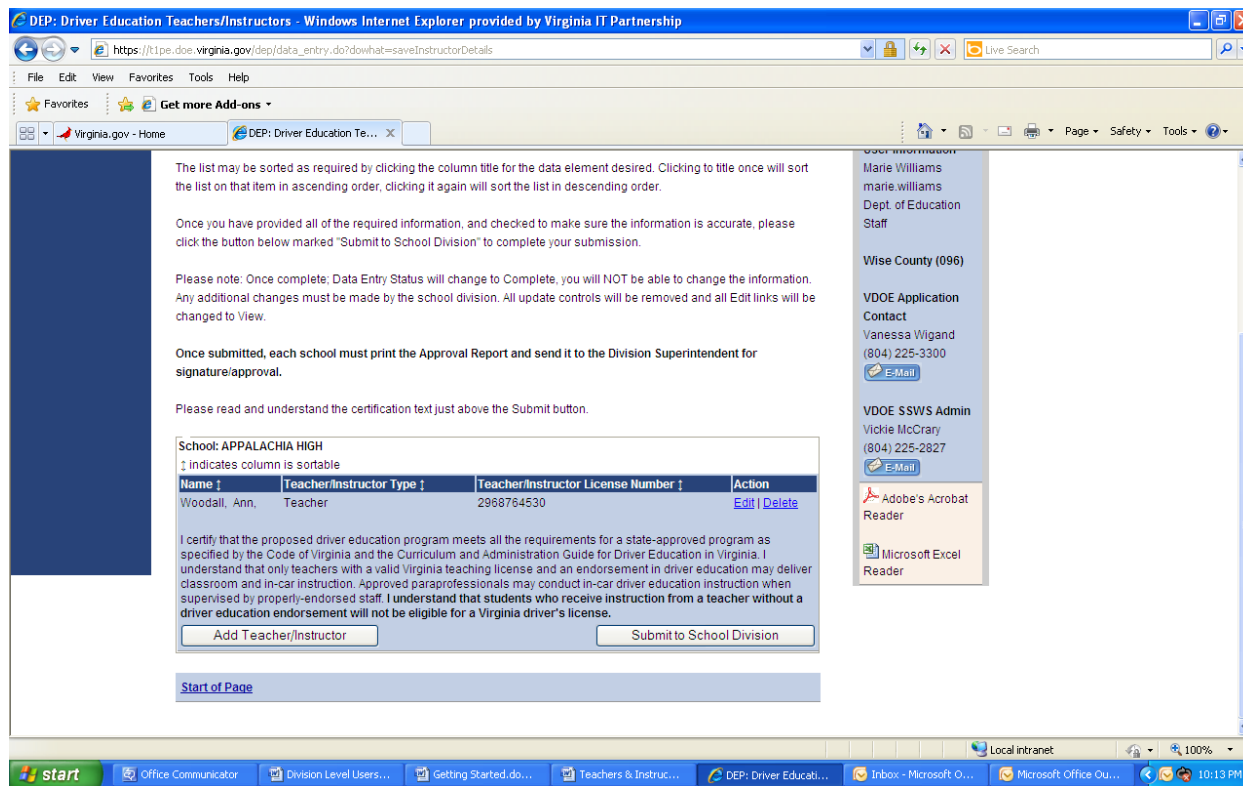 DEP: Driver Education Teachers/Instructors - Windows Internet Explorer provided by Virginia IT Partnership
https://t1pe.doe.virginia.gov/dep/data_entry.do?dowhat=saveInstructorDetails
Live Search
File Edit View Favorites Tools Help
Favorites Get more Add-ons
Virginia.gov - Home DEP: Driver Education Te... X Page Safety Tools
The list may be sorted as required by clicking the column title for the data element desired. Clicking to title once will sort
the list on that item in ascending order, clicking it again will sort the list in descending order.
Once you have provided all of the required information, and checked to make sure the information is accurate, please
click the button below marked "Submit to School Division" to complete your submission.
Please note: Once complete; Data Entry Status will change to Complete, you will NOT be able to change the information.
Any additional changes must be made by the school division. All update controls will be removed and all Edit links will be
changed to View.
Once submitted, each school must print the Approval Report and send it to the Division Superintendent for
signature/approval.
Please read and understand the certification text just above the Submit button.
School: APPALACHIA HIGH
↕ indicates column is sortable
Name ↕ Teacher/Instructor Type ↕ Teacher/Instructor License Number ↕ Action
Woodall, Ann, Teacher 2968764530 Edit | Delete
I certify that the proposed driver education program meets all the requirements for a state-approved program as
specified by the Code of Virginia and the Curriculum and Administration Guide for Driver Education in Virginia. I
understand that only teachers with a valid Virginia teaching license and an endorsement in driver education may deliver
classroom and in-car instruction. Approved paraprofessionals may conduct in-car driver education instruction when
supervised by properly-endorsed staff. I understand that students who receive instruction from a teacher without a
driver education endorsement will not be eligible for a Virginia driver's license.
Add Teacher/Instructor Submit to School Division
Start of Page
User Information
Marie Williams
marie.williams
Dept. of Education
Staff
Wise County (096)
VDOE Application
Contact
Vanessa Wigand
(804) 225-3300
E-Mail
VDOE SSWS Admin
Vickie McCrary
(804) 225-2827
E-Mail
Adobe's Acrobat
Reader
Microsoft Excel
Reader
Local intranet 100%
start Office Communicator Division Level Users... Getting Started.do... Teachers & Instruc... DEP: Driver Educati... Inbox - Microsoft O... Microsoft Office Ou... 10:13 PM